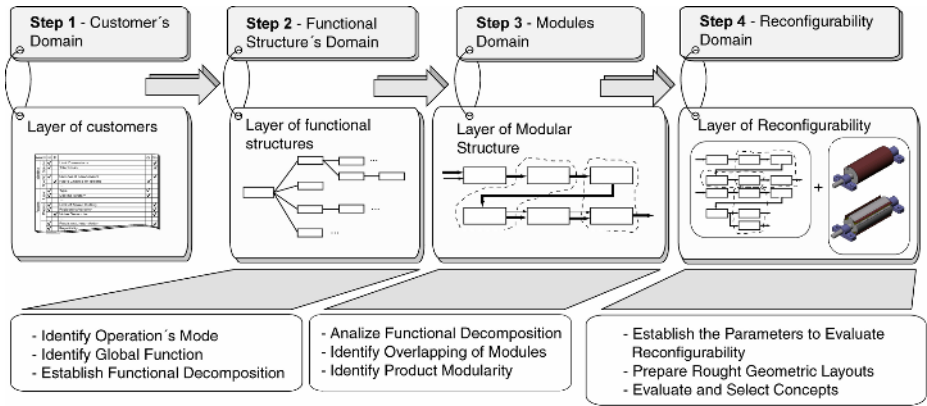 Step 1 - Customer´s
Domain
Step 2 - Functional
Structure´s Domain
Step 3 - Modules
Domain
Step 4 - Reconfigurability
Domain
Layer of customers
Layer of functional
structures
Layer of Modular
Structure
Layer of Reconfigurability
...
...
...
...
+
- Identify Operation´s Mode
- Identify Global Function
- Establish Functional Decomposition
- Analize Functional Decomposition
- Identify Overlapping of Modules
- Identify Product Modularity
- Establish the Parameters to Evaluate
Reconfigurability
- Prepare Rought Geometric Layouts
- Evaluate and Select Concepts